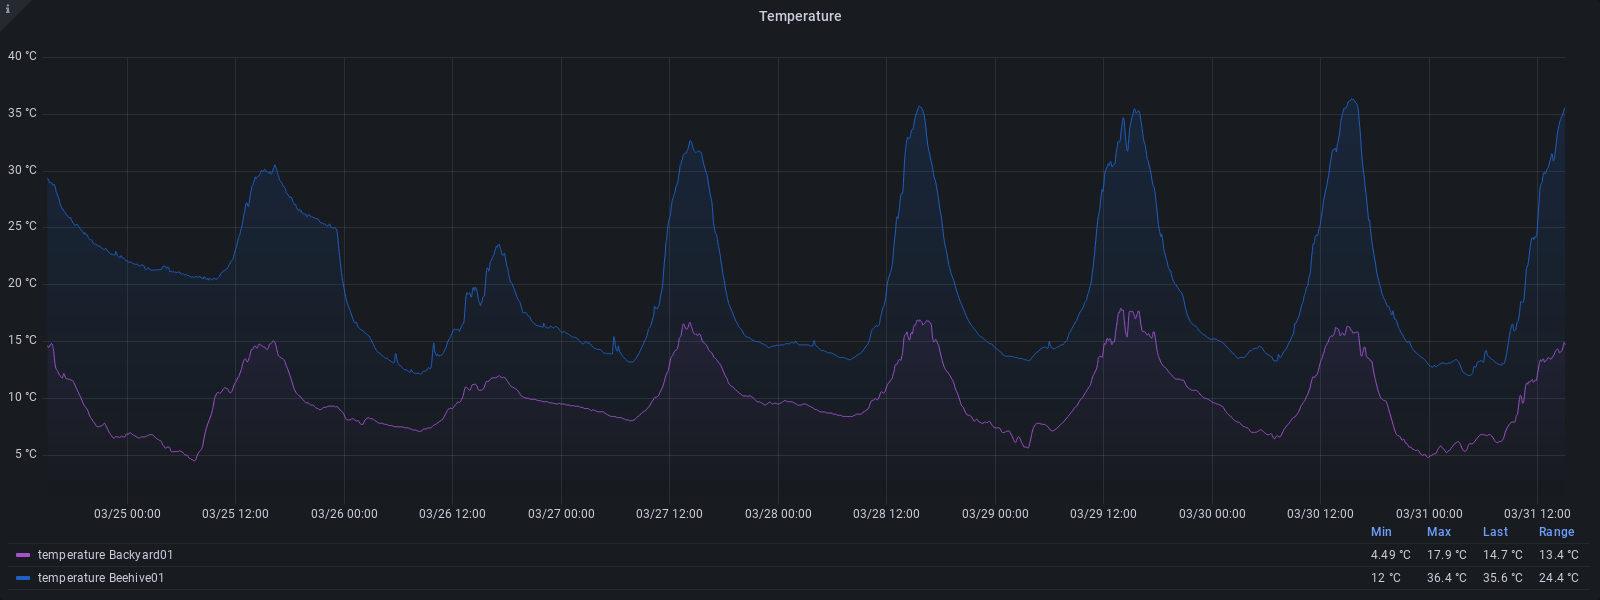 i
Temperature
40 °C
35 °C
30 °C
25 °C
20 °C
15 °C
10 °C
5 °C
03/25 00:00 03/25 12:00 03/26 00:00 03/26 12:00 03/27 00:00 03/27 12:00 03/28 00:00 03/28 12:00 03/29 00:00 03/29 12:00 03/30 00:00 03/30 12:00 03/31 00:00 03/31 12:00
Min Max Last Range
temperature Backyard01 4.49 °C 17.9 °C 14.7 °C 13.4 °C
temperature Beehive01 12 °C 36.4 °C 35.6 °C 24.4 °C